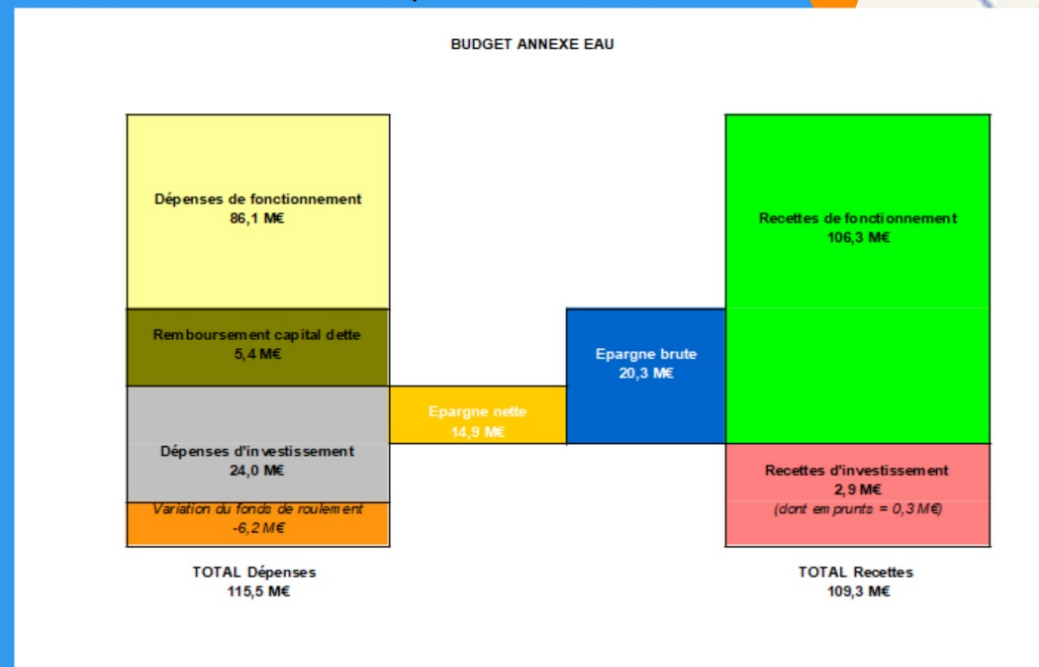 BUDGET ANNEXE EAU
Dépenses de fonctionnement
86,1 M€
Remboursement capital dette
5,4 M€
Dépenses d'investissement
24,0 M€
Variation du fonds de roulement
-6,2 M€
TOTAL Dépenses
115,5 M€
Epargne nette
14,9 M€
Epargne brute
20,3 M€
Recettes de fonctionnement
106,3 M€
Recettes d'investissement
2,9 M€
(dont emprunts = 0,3 M€)
TOTAL Recettes
109,3 M€